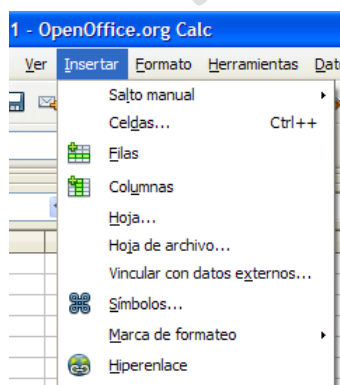 1 - OpenOffice.org Calc
Ver Insertar Formato Herramientas Dat
Salto manual
Celdas... Ctrl++
Filas
Columnas
Hoja...
Hoja de archivo...
Vincular con datos externos...
Símbolos...
Marca de formateo
Hiperenlace